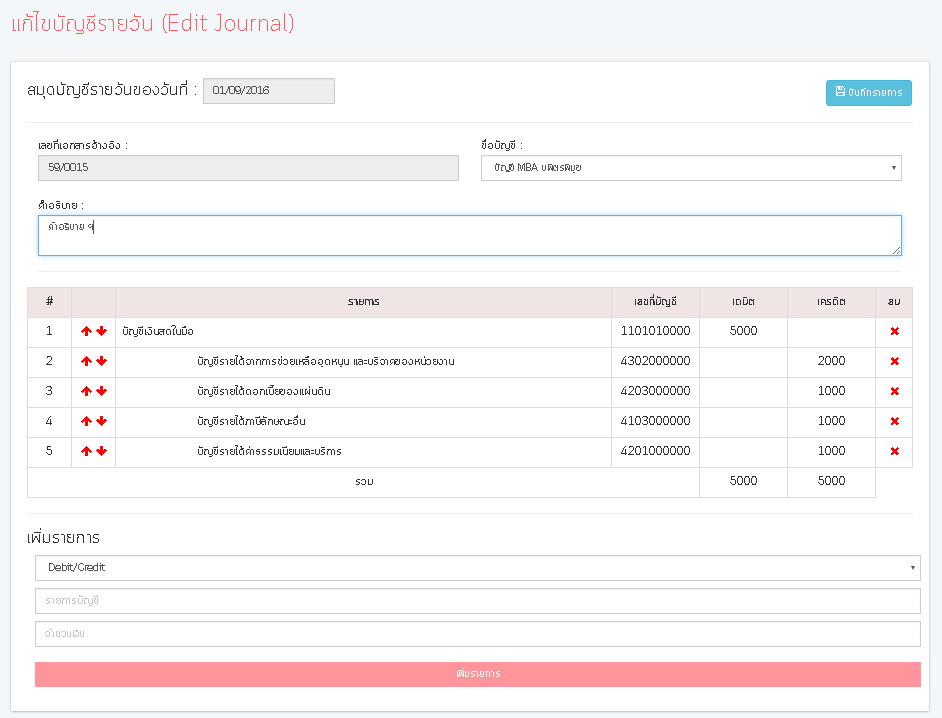 แก้ไขบัญชีรายวัน (Edit Journal)
สมุดบัญชีรายวันของวันที่ : 01/09/2016 บันทึกรายการ
เลขที่เอกสารอ้างอิง : ชื่อบัญชี :
59/0015 บัญชี MBA บพิตรพิมุข
คำอธิบาย :
คำอธิบาย ๆ
# รายการ เลขที่บัญชี เดบิต เครดิต ลบ
1 บัญชีเงินสดในมือ 1101010000 5000
2 บัญชีรายได้จากการช่วยเหลืออุดหนุน และบริจาคของหน่วยงาน 4302000000 2000
3 บัญชีรายได้ดอกเบี้ยของแผ่นดิน 4203000000 1000
4 บัญชีรายได้ภาษีลักษณะอื่น 4103000000 1000
5 บัญชีรายได้ค่าธรรมเนียมและบริการ 4201000000 1000
รวม 5000 5000
เพิ่มรายการ
Debit/Credit
รายการบัญชี
จำนวนเงิน
เพิ่มรายการ